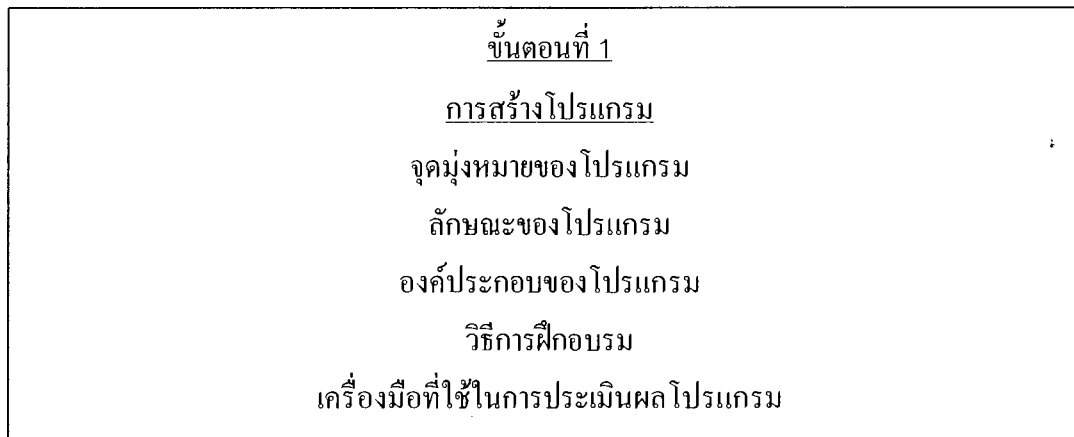 ขั้นตอนที่ 1
การสร้างโปรแกรม
จุดมุ่งหมายของโปรแกรม
ลักษณะของโปรแกรม
องค์ประกอบของโปรแกรม
วิธีการฝึกอบรม
เครื่องมือที่ใช้ในการประเมินผลโปรแกรม